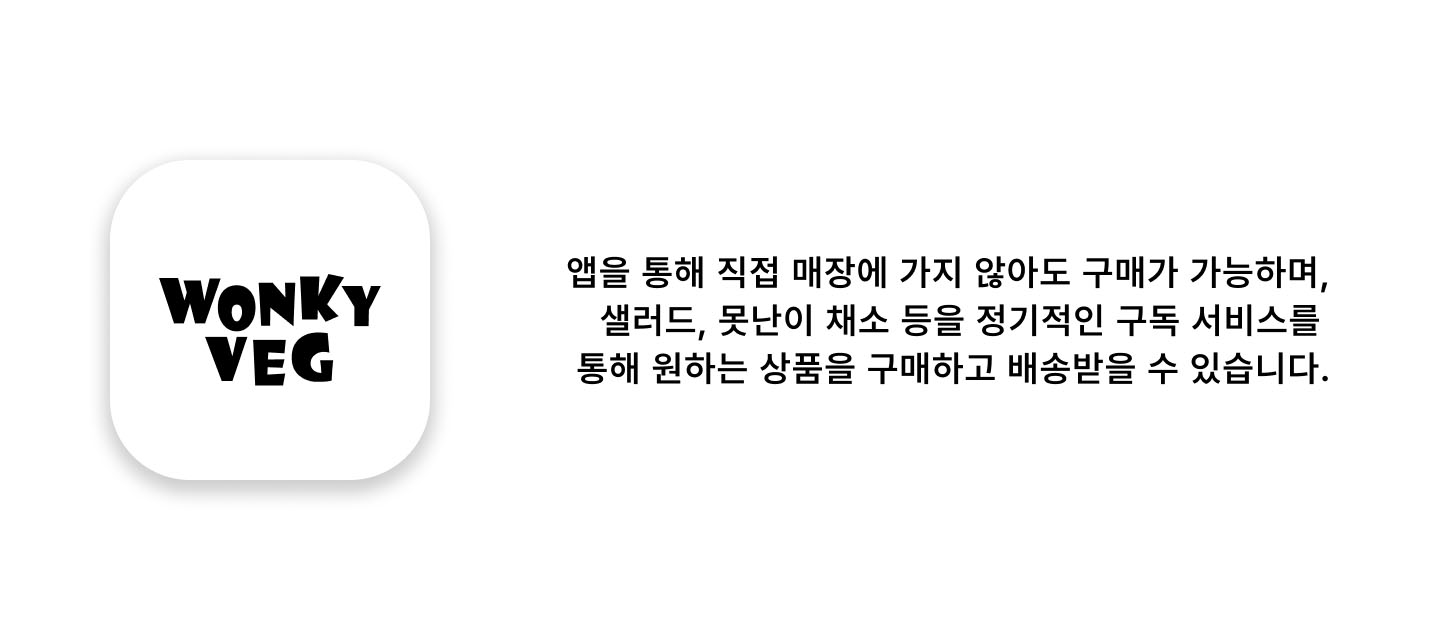 WONKY
VEG
앱을 통해 직접 매장에 가지 않아도 구매가 가능하며,
샐러드, 못난이 채소 등을 정기적인 구독 서비스를
통해 원하는 상품을 구매하고 배송받을 수 있습니다.